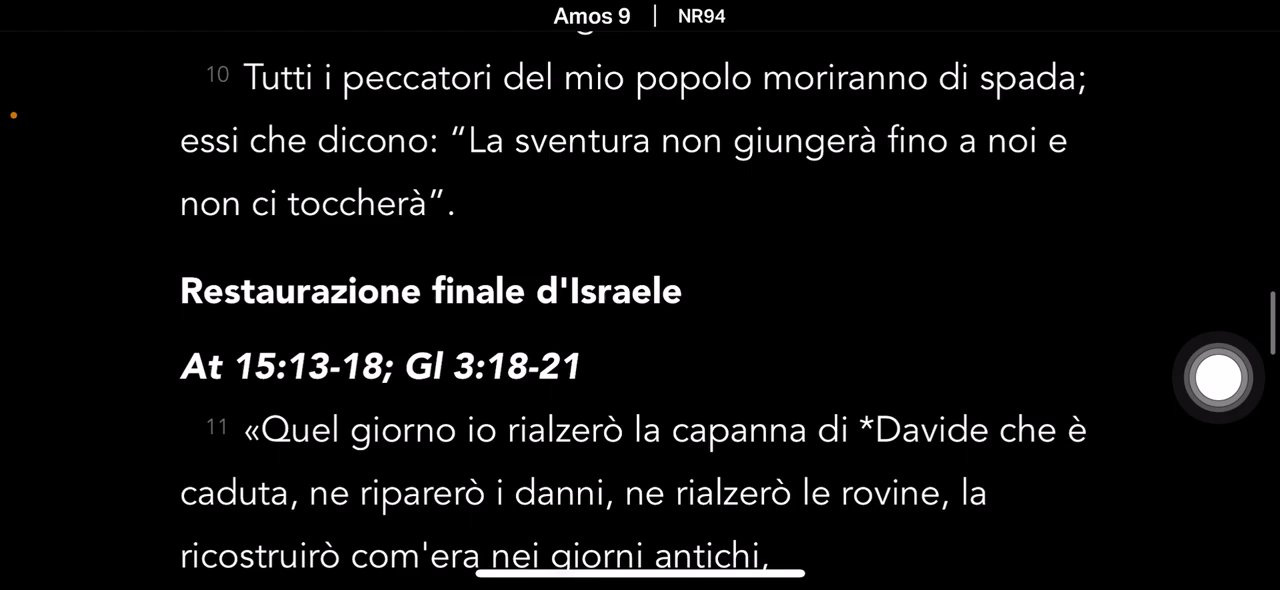 Amos 9 | NR94
10 Tutti i peccatori del mio popolo moriranno di spada;
essi che dicono: “La sventura non giungerà fino a noi e
non ci toccherà”.
Restaurazione finale d'Israele
At 15:13-18; Gl 3:18-21
11 «Quel giorno io rialzerò la capanna di *Davide che è
caduta, ne riparerò i danni, ne rialzerò le rovine, la
ricostruirò com'era nei giorni antichi,